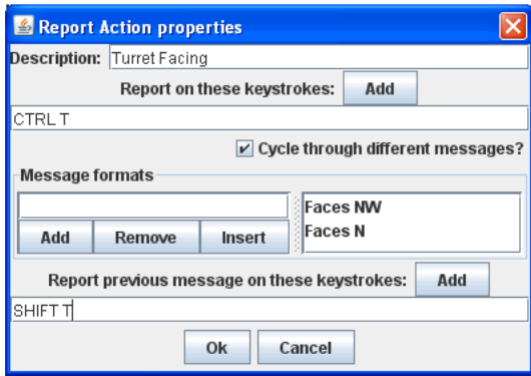 Report Action properties
Description: Turret Facing
Report on these keystrokes: Add
CTRL T
Cycle through different messages?
Message formats
Faces NW
Faces N
Add Remove Insert
Report previous message on these keystrokes: Add
SHIFT T
Ok Cancel